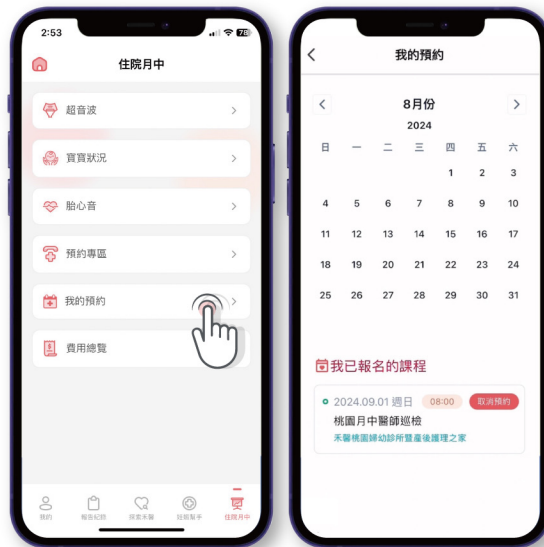 2:53
78
住院月中
超音波
寶寶狀況
胎心音
預約專區
我的預約
費用總覽
我的
報告紀錄
探索禾馨
妊娠幫手
住院月中
我的預約
8月份
2024
日 一 二 三 四 五 六
1 2 3
4 5 6 7 8 9 10
11 12 13 14 15 16 17
18 19 20 21 22 23 24
25 26 27 28 29 30 31
我已報名的課程
2024.09.01 週日 08:00 取消預約
桃園月中醫師巡檢
禾馨桃園婦幼診所暨產後護理之家